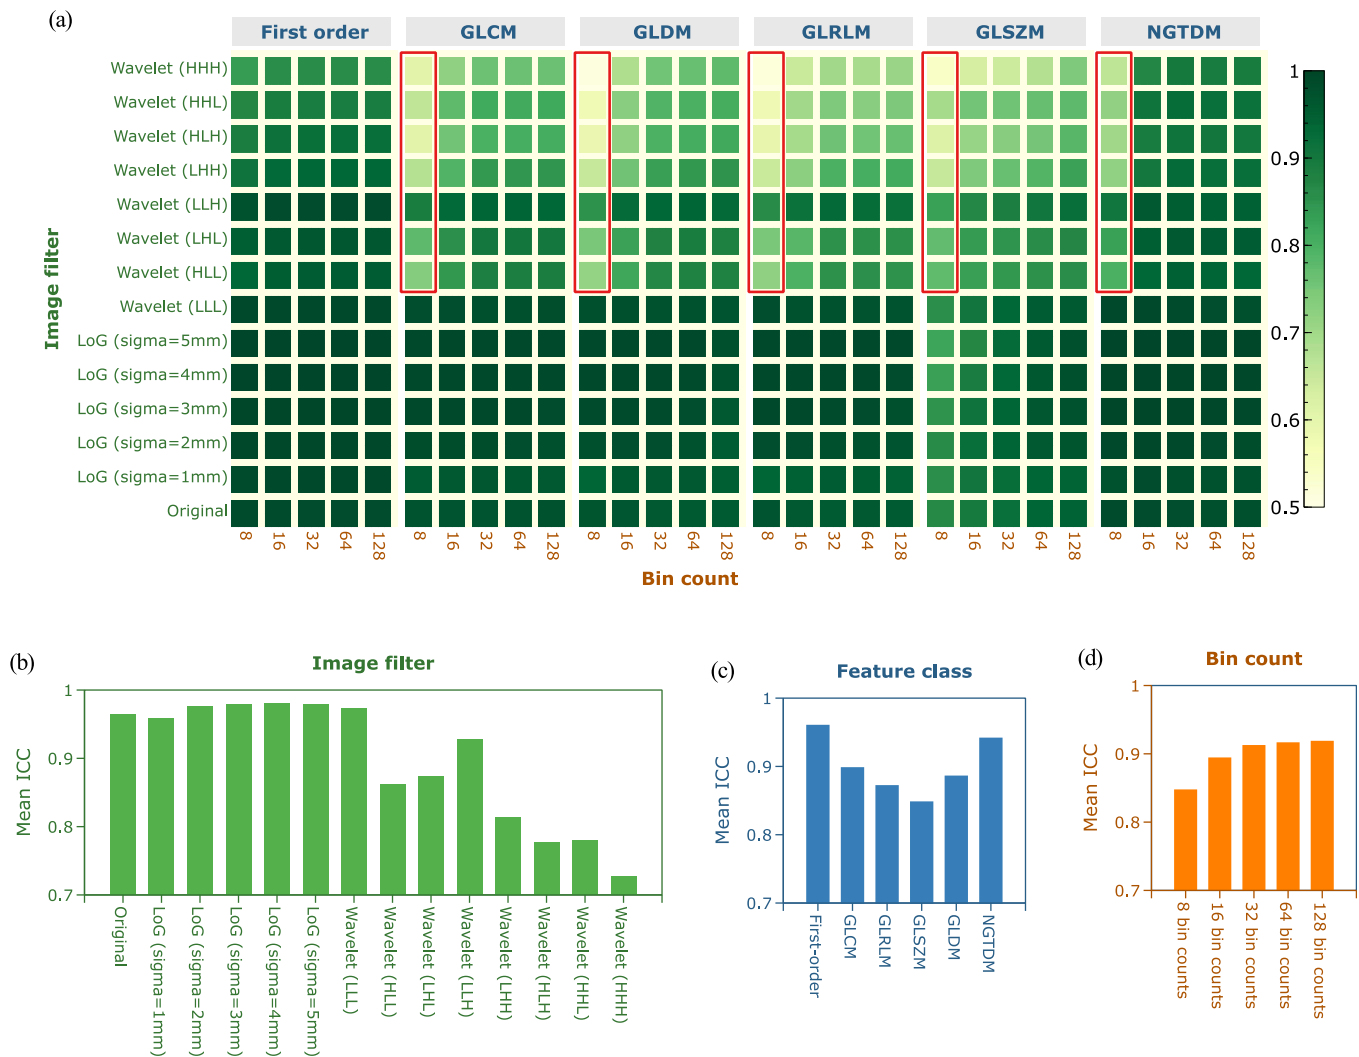 (a)
First order GLCM GLDM GLRLM GLSZM NGTDM
Image filter
Wavelet (HHH)
Wavelet (HHL)
Wavelet (HLH)
Wavelet (LHH)
Wavelet (LLH)
Wavelet (LHL)
Wavelet (HLL)
Wavelet (LLL)
LoG (sigma=5mm)
LoG (sigma=4mm)
LoG (sigma=3mm)
LoG (sigma=2mm)
LoG (sigma=1mm)
Original
8 16 32 64 128 8 16 32 64 128 8 16 32 64 128 8 16 32 64 128 8 16 32 64 128 8 16 32 64 128
Bin count
1
0.9
0.8
0.7
0.6
0.5
(b)
Image filter
Mean ICC
1
0.9
0.8
0.7
Original
LoG (sigma=1mm)
LoG (sigma=2mm)
LoG (sigma=3mm)
LoG (sigma=4mm)
LoG (sigma=5mm)
Wavelet (LLL)
Wavelet (HLL)
Wavelet (LHL)
Wavelet (LLH)
Wavelet (LHH)
Wavelet (HLH)
Wavelet (HHL)
Wavelet (HHH)
(c)
Feature class
Mean ICC
1
0.9
0.8
0.7
First-order
GLCM
GLRLM
GLSZM
GLDM
NGTDM
(d)
Bin count
Mean ICC
1
0.9
0.8
0.7
8 bin counts
16 bin counts
32 bin counts
64 bin counts
128 bin counts